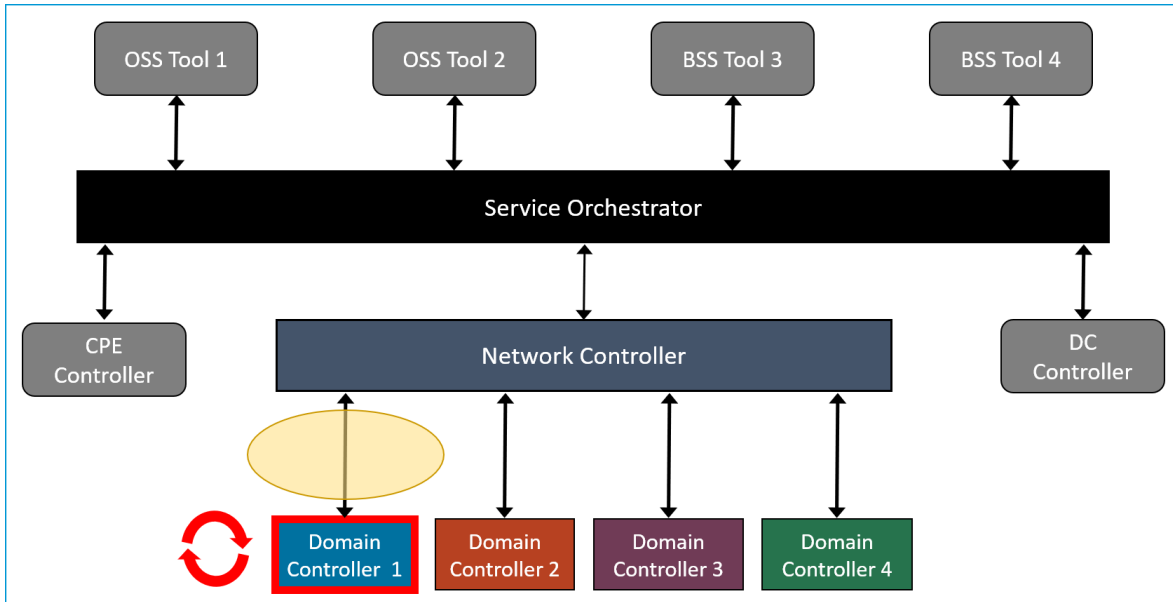 OSS Tool 1
OSS Tool 2
BSS Tool 3
BSS Tool 4
Service Orchestrator
CPE
Controller
Network Controller
DC
Controller
Domain
Controller 1
Domain
Controller 2
Domain
Controller 3
Domain
Controller 4